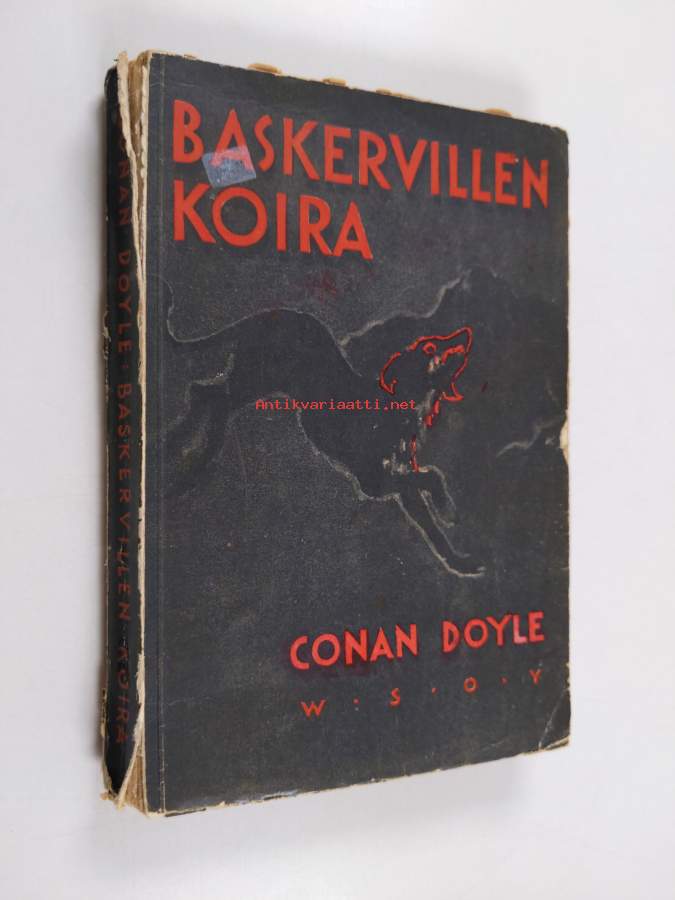 BASKERVILLEN
KOIRA
Antikvariaatti.net
CONAN DOYLE
W:S·O·Y
CONAN DOYLE · BASKERVILLEN KOIRA